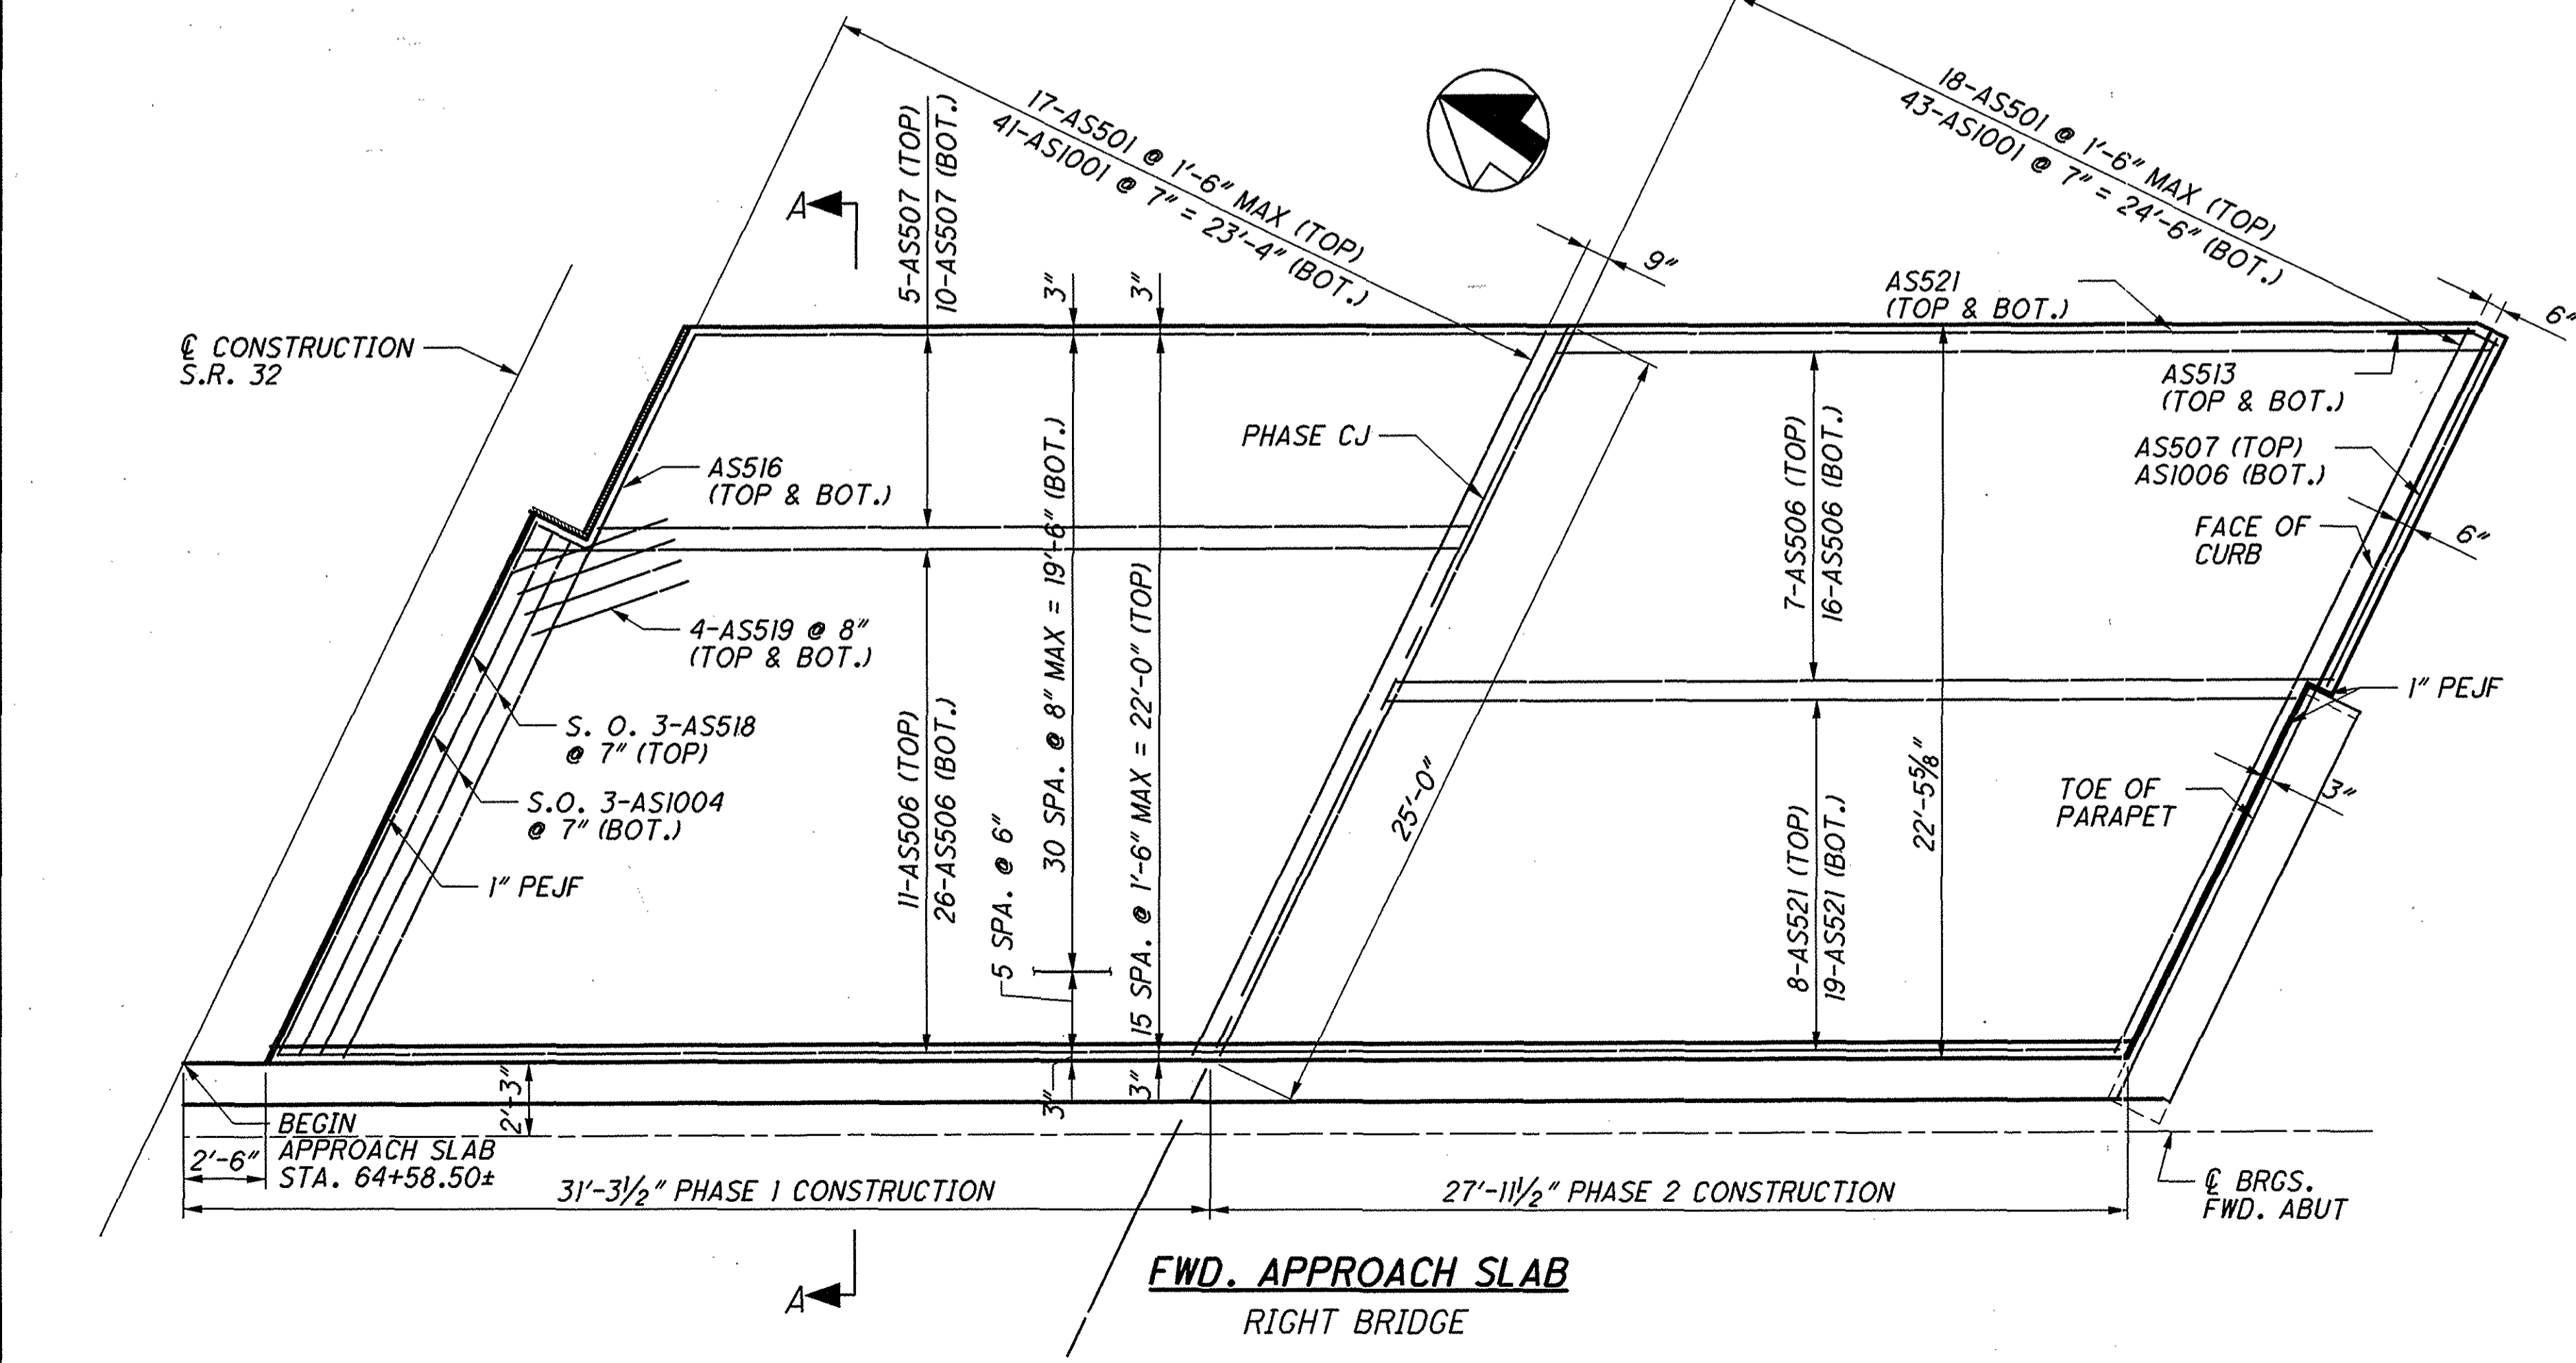 17-AS501 @ 1'-6" MAX (TOP)
41-AS1001 @ 7" = 23'-4" (BOT.)
18-AS501 @ 1'-6" MAX (TOP)
43-AS1001 @ 7" = 24'-6" (BOT.)
A
5-AS507 (TOP)
10-AS507 (BOT.)
3"
3"
9"
6"
AS521
(TOP & BOT.)
℄ CONSTRUCTION
S.R. 32
AS513
(TOP & BOT.)
PHASE CJ
AS516
(TOP & BOT.)
AS507 (TOP)
AS1006 (BOT.)
FACE OF
CURB
6"
7-AS506 (TOP)
16-AS506 (BOT.)
30 SPA. @ 8" MAX = 19'-6" (BOT.)
15 SPA. @ 1'-6" MAX = 22'-0" (TOP)
4-AS519 @ 8"
(TOP & BOT.)
1" PEJF
S. O. 3-AS518
@ 7" (TOP)
S.O. 3-AS1004
@ 7" (BOT.)
11-AS506 (TOP)
26-AS506 (BOT.)
5 SPA. @ 6"
25'-0"
8-AS521 (TOP)
19-AS521 (BOT.)
22'-5⅝"
TOE OF
PARAPET
3"
1" PEJF
2'-3"
3"
3"
BEGIN
APPROACH SLAB
STA. 64+58.50±
2'-6"
31'-3½" PHASE 1 CONSTRUCTION
27'-11½" PHASE 2 CONSTRUCTION
℄ BRGS.
FWD. ABUT
A
FWD. APPROACH SLAB
RIGHT BRIDGE